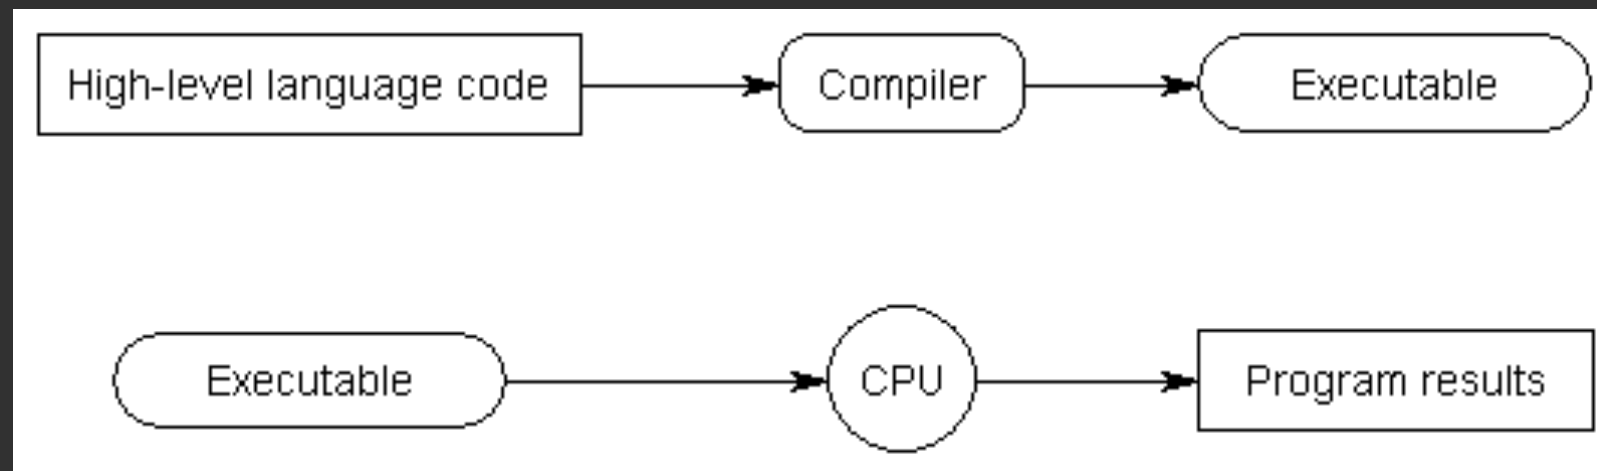 High-level language code
Compiler
Executable
Executable
CPU
Program results